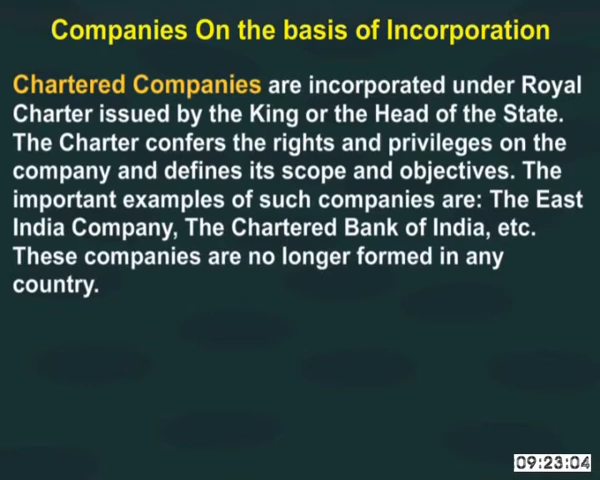 Companies On the basis of Incorporation
Chartered Companies are incorporated under Royal
Charter issued by the King or the Head of the State.
The Charter confers the rights and privileges on the
company and defines its scope and objectives. The
important examples of such companies are: The East
India Company, The Chartered Bank of India, etc.
These companies are no longer formed in any
country.
09:23:04